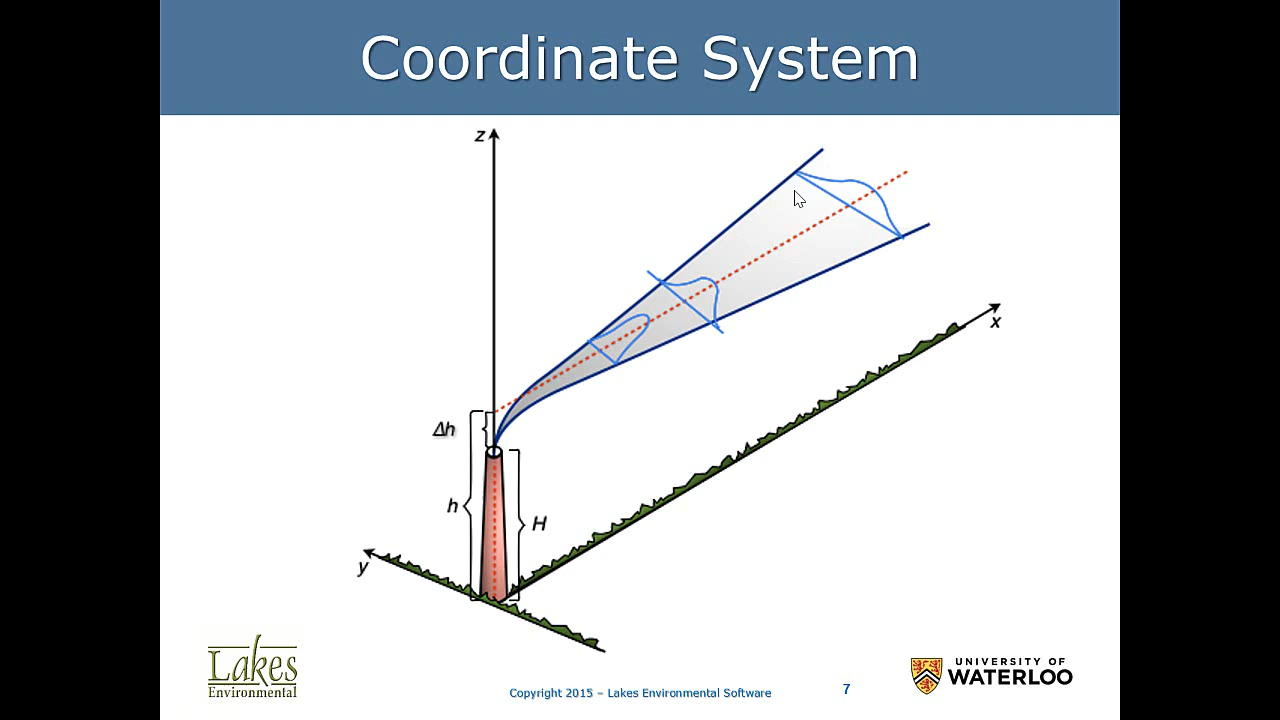 Coordinate System
z
x
Δh
h
H
y
Lakes
Environmental
Copyright 2015 – Lakes Environmental Software
7
UNIVERSITY OF
WATERLOO